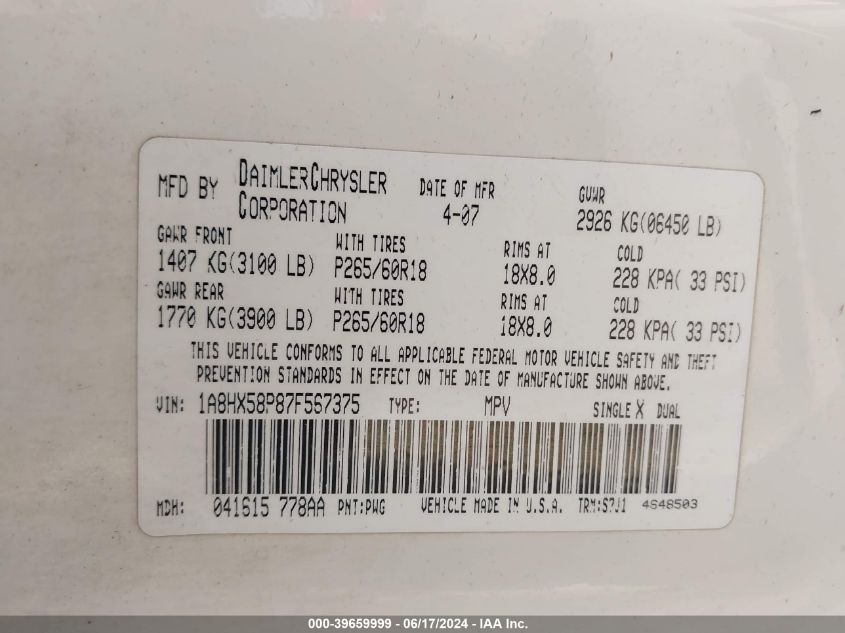 MFD BY DAIMLERCHRYSLER CORPORATION DATE OF MFR 4-07 GVWR 2926 KG(06450 LB)
GAWR FRONT WITH TIRES RIMS AT COLD
1407 KG(3100 LB) P265/60R18 18X8.0 228 KPA( 33 PSI)
GAWR REAR WITH TIRES RIMS AT COLD
1770 KG(3900 LB) P265/60R18 18X8.0 228 KPA( 33 PSI)
THIS VEHICLE CONFORMS TO ALL APPLICABLE FEDERAL MOTOR VEHICLE SAFETY AND THEFT
PREVENTION STANDARDS IN EFFECT ON THE DATE OF MANUFACTURE SHOWN ABOVE.
VIN: 1A8HX58P87F567375 TYPE: MPV SINGLE X DUAL
MDH: 041615 778AA PNT:PWG VEHICLE MADE IN U.S.A. 4648503
000-39659999 - 06/17/2024 - IAA Inc.